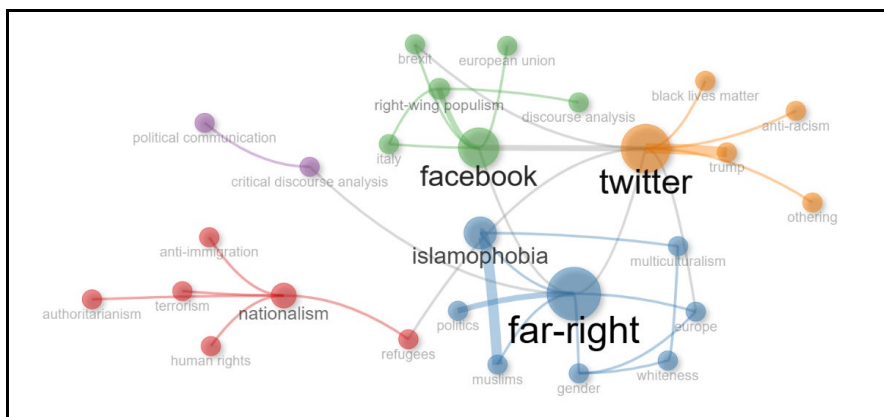 brexit
european union
black lives matter
right-wing populism
discourse analysis
anti-racism
political communication
italy
trump
critical discourse analysis
facebook
twitter
othering
anti-immigration
islamophobia
multiculturalism
authoritarianism
terrorism
nationalism
politics
far-right
europe
human rights
refugees
muslims
gender
whiteness